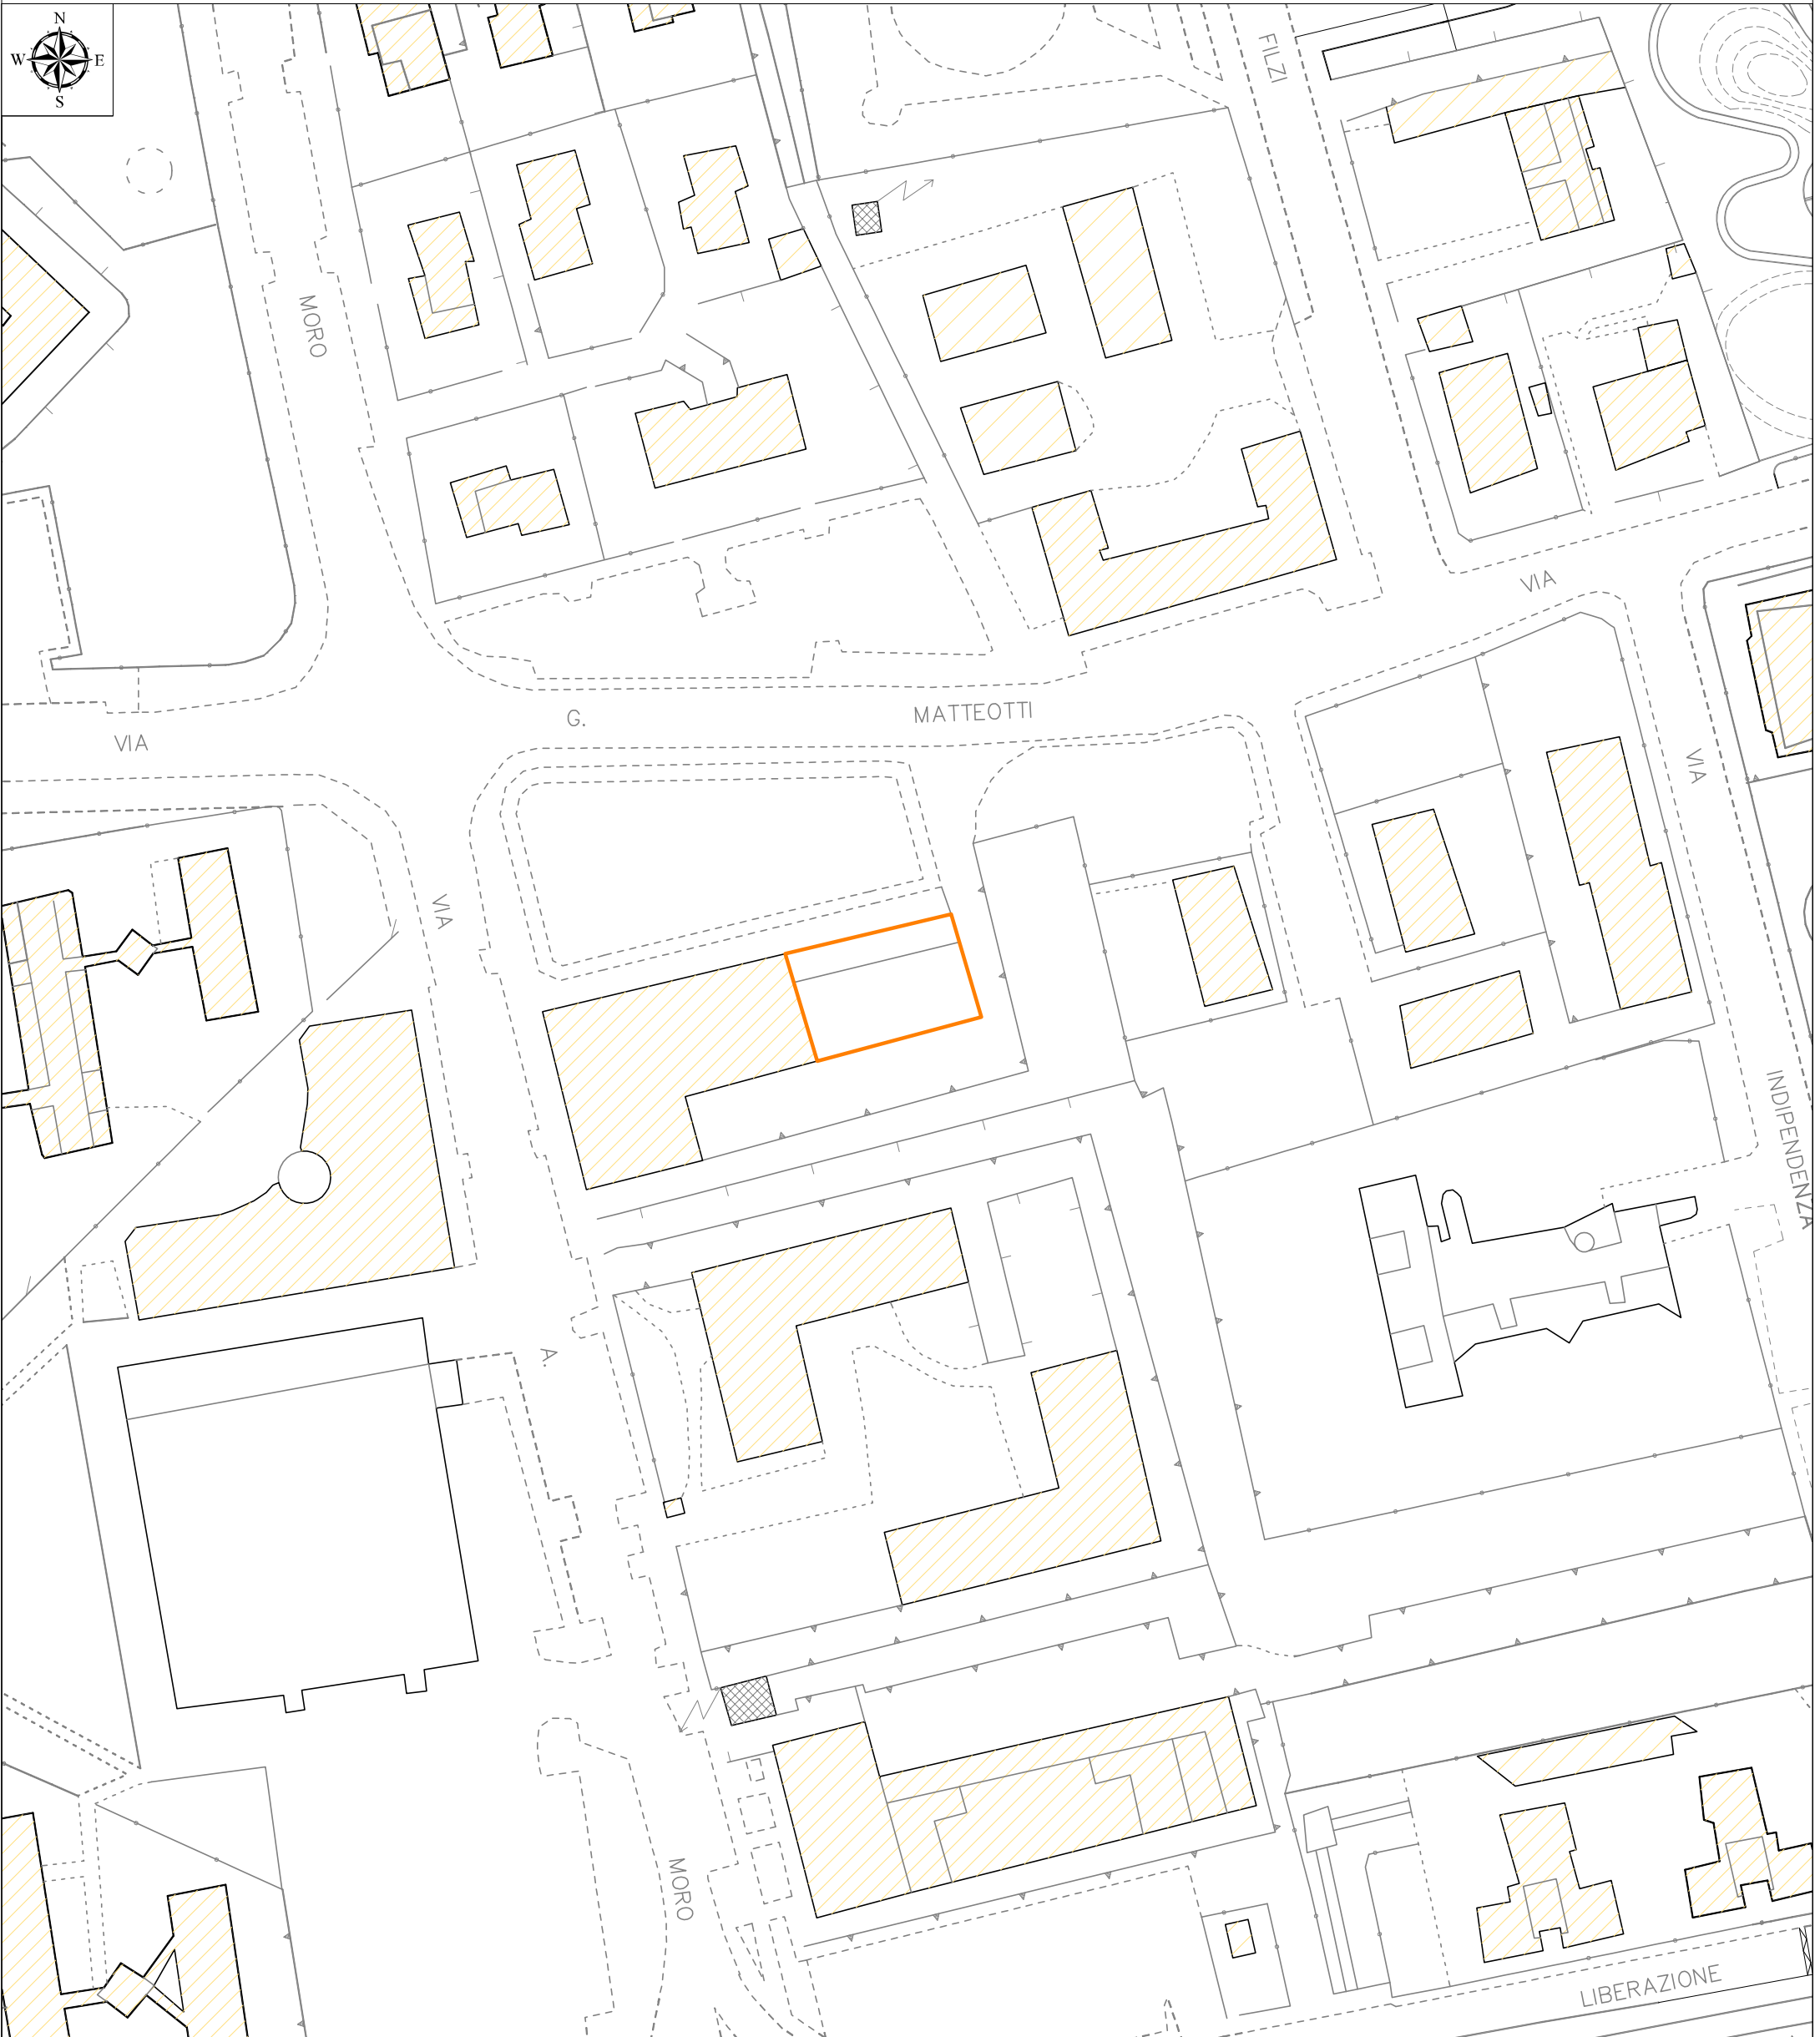 N
W E
S
FILZI
MORO
VIA
G.
MATTEOTTI
VIA
VIA
VIA
INDIPENDENZA
A.
MORO
LIBERAZIONE